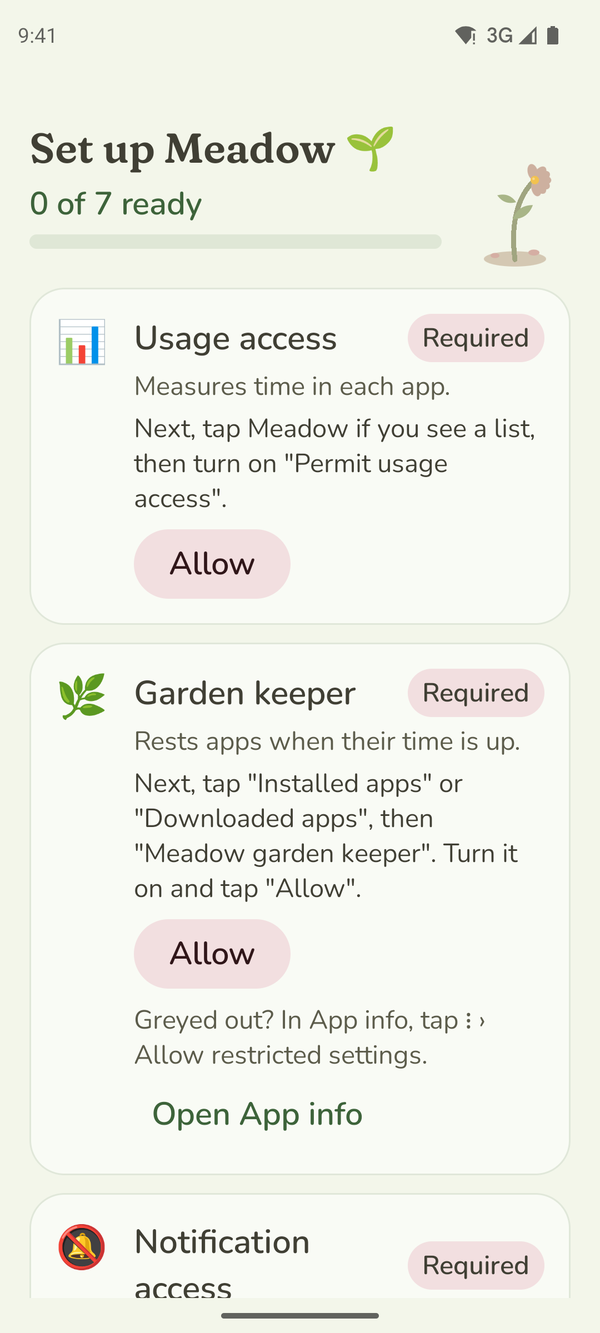 9:41
3G
Set up Meadow 🌱
0 of 7 ready
Usage access
Required
Measures time in each app.
Next, tap Meadow if you see a list,
then turn on "Permit usage
access".
Allow
Garden keeper
Required
Rests apps when their time is up.
Next, tap "Installed apps" or
"Downloaded apps", then
"Meadow garden keeper". Turn it
on and tap "Allow".
Allow
Greyed out? In App info, tap ⋮ ›
Allow restricted settings.
Open App info
Notification
access
Required